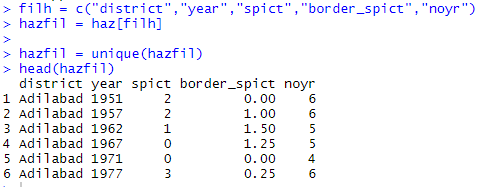 > filh = c("district","year","spict","border_spict","noyr")
> hazfil = haz[filh]
>
> hazfil = unique(hazfil)
> head(hazfil)
  district year spict border_spict noyr
1 Adilabad 1951     2         0.00    6
2 Adilabad 1957     2         1.00    6
3 Adilabad 1962     1         1.50    5
4 Adilabad 1967     0         1.25    5
5 Adilabad 1971     0         0.00    4
6 Adilabad 1977     3         0.25    6